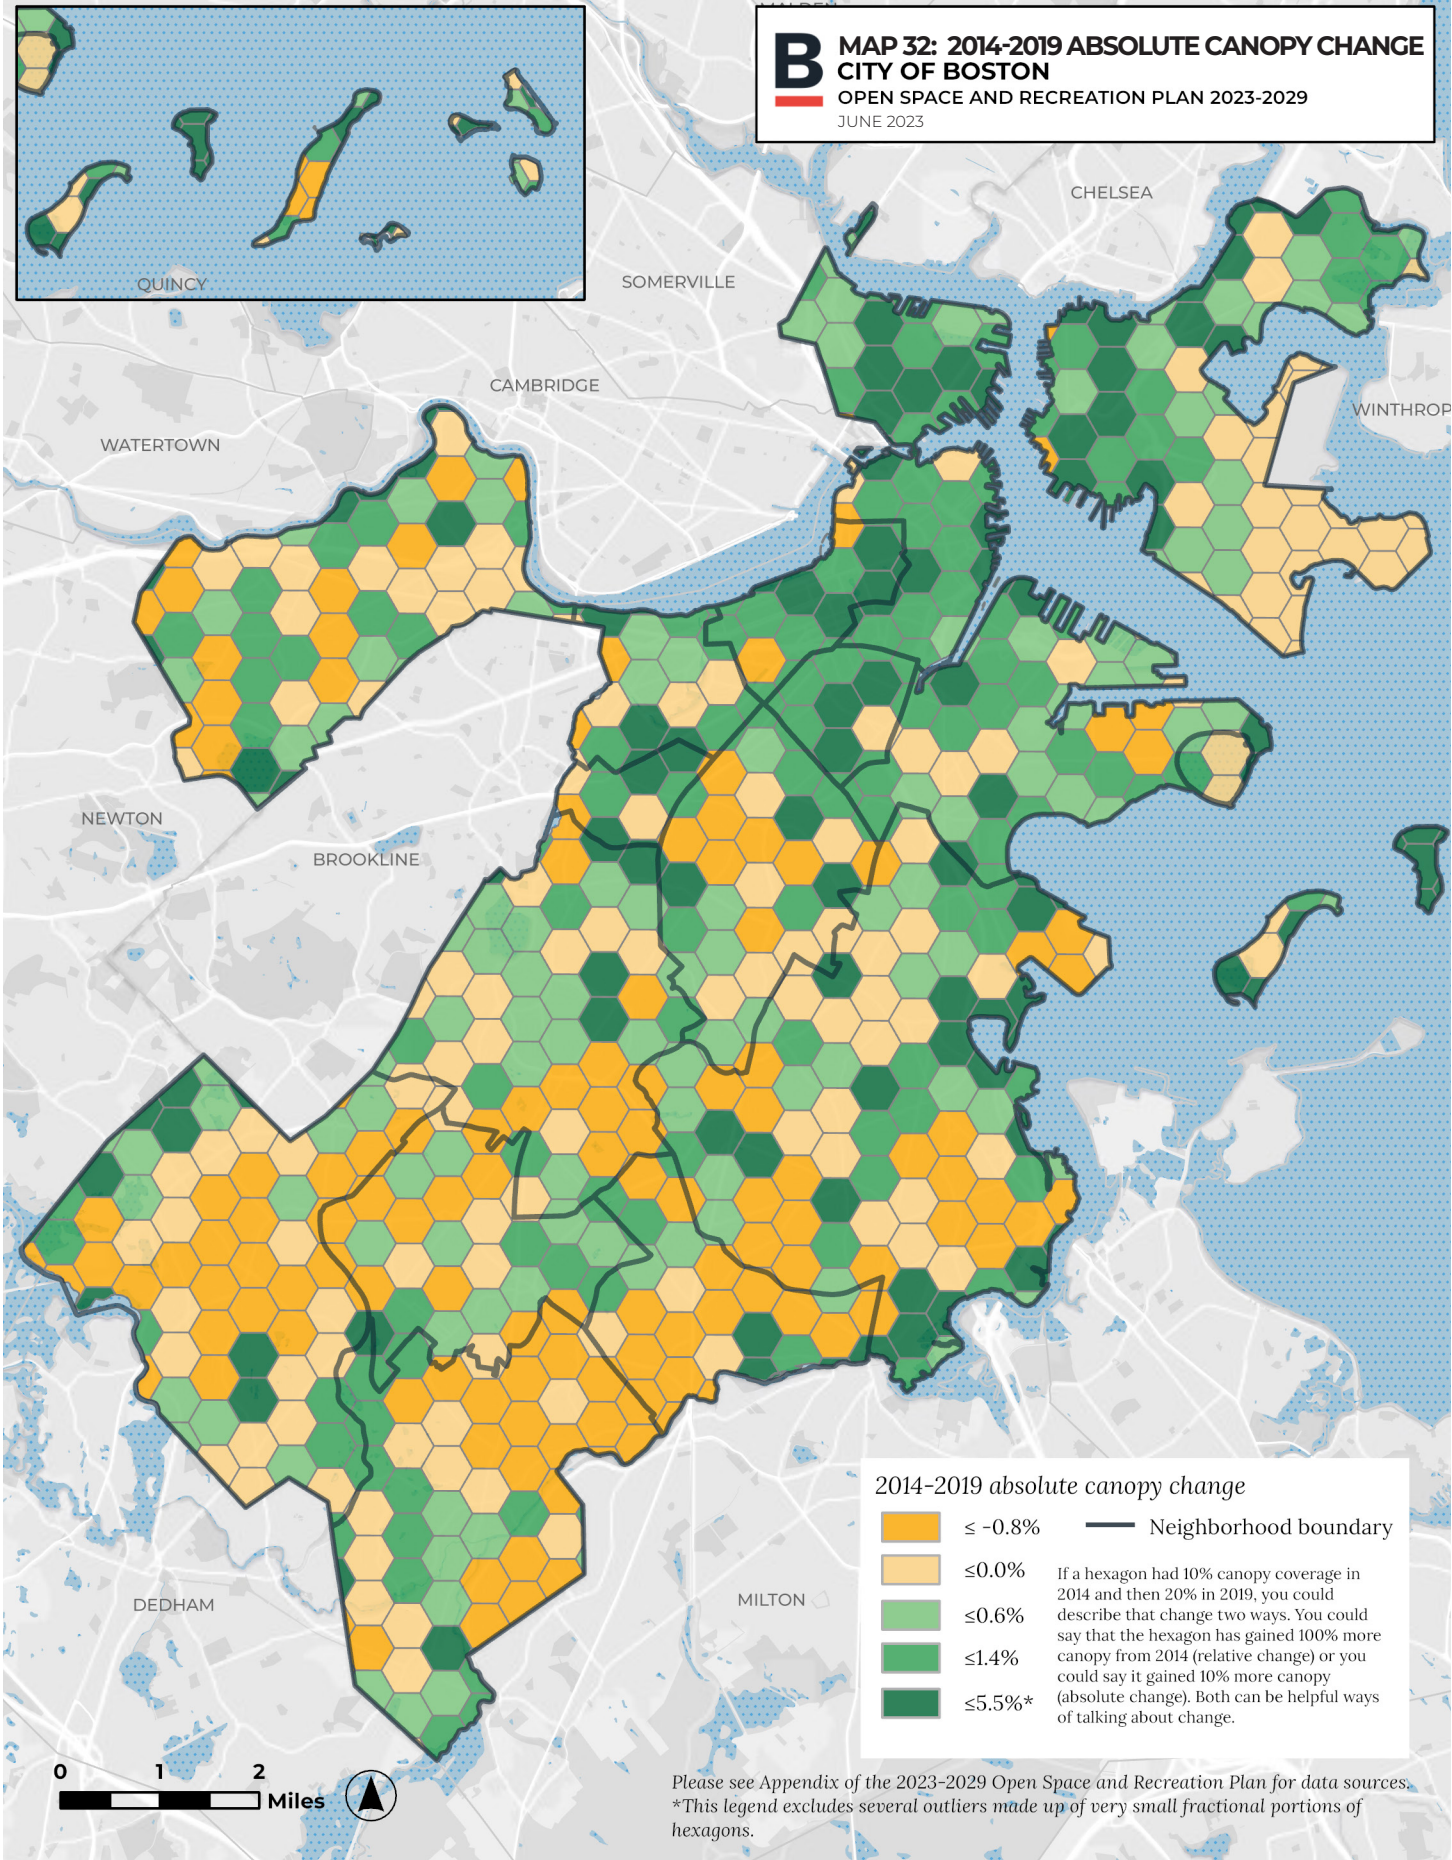 MALDEN
B
MAP 32: 2014-2019 ABSOLUTE CANOPY CHANGE
CITY OF BOSTON
OPEN SPACE AND RECREATION PLAN 2023-2029
JUNE 2023
CHELSEA
QUINCY
SOMERVILLE
CAMBRIDGE
WINTHROP
WATERTOWN
NEWTON
BROOKLINE
DEDHAM
MILTON
2014-2019 absolute canopy change
≤ -0.8%
≤0.0%
≤0.6%
≤1.4%
≤5.5%*
Neighborhood boundary
If a hexagon had 10% canopy coverage in
2014 and then 20% in 2019, you could
describe that change two ways. You could
say that the hexagon has gained 100% more
canopy from 2014 (relative change) or you
could say it gained 10% more canopy
(absolute change). Both can be helpful ways
of talking about change.
0 1 2
Miles
Please see Appendix of the 2023-2029 Open Space and Recreation Plan for data sources.
*This legend excludes several outliers made up of very small fractional portions of
hexagons.